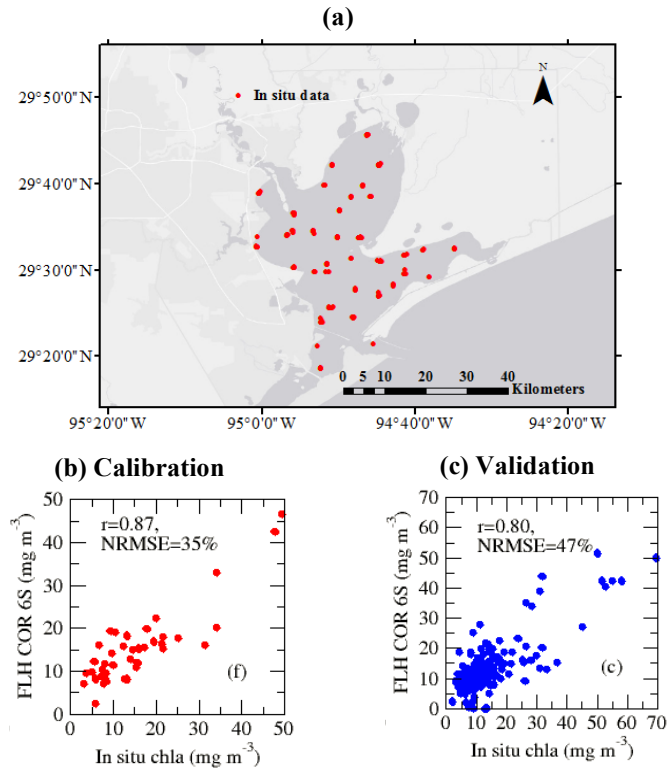 (a)
N
In situ data
29°50'0"N
29°40'0"N
29°30'0"N
29°20'0"N
0 5 10 20 30 40
Kilometers
95°20'0"W 95°0'0"W 94°40'0"W 94°20'0"W
(b) Calibration
(c) Validation
FLH COR 6S (mg m⁻³)
50
40
30
20
10
0
r=0.87,
NRMSE=35%
(f)
0 10 20 30 40 50
In situ chla (mg m⁻³)
FLH COR 6S (mg m⁻³)
70
60
50
40
30
20
10
0
r=0.80,
NRMSE=47%
(c)
0 10 20 30 40 50 60 70
In situ chla (mg m⁻³)